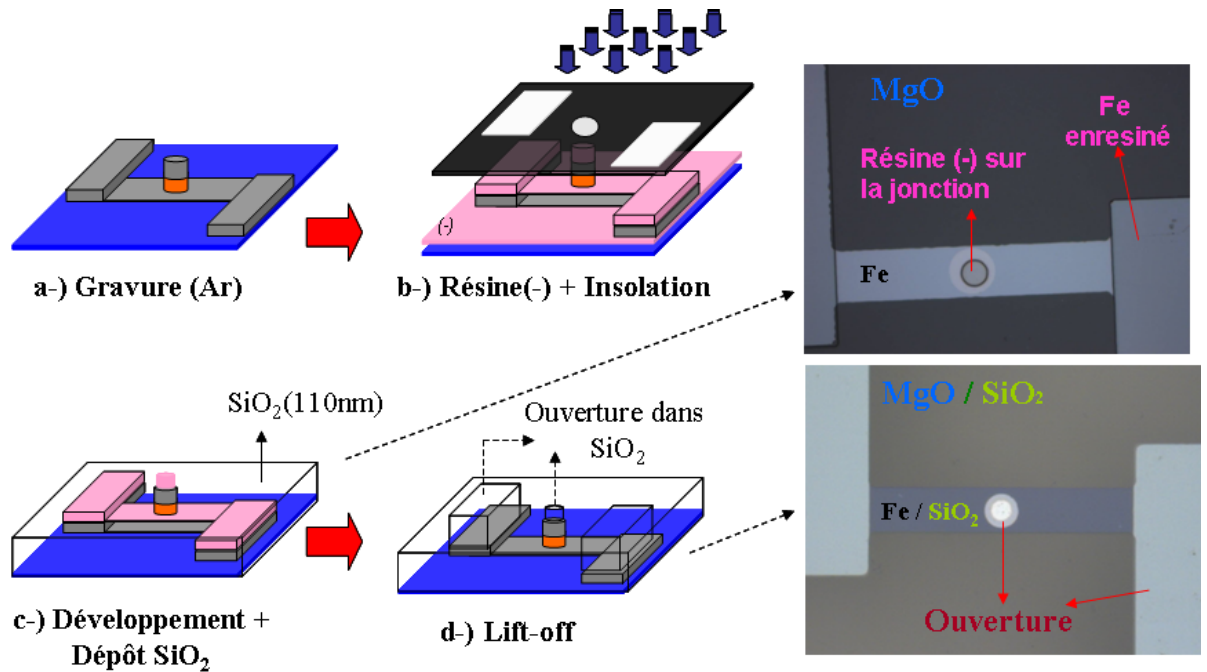 MgO
Fe
enresiné
Résine (-) sur
la jonction
Fe
(-)
a-) Gravure (Ar)
b-) Résine(-) + Insolation
SiO₂(110nm)
Ouverture dans
SiO₂
MgO / SiO₂
Fe / SiO₂
Ouverture
c-) Développement +
Dépôt SiO₂
d-) Lift-off